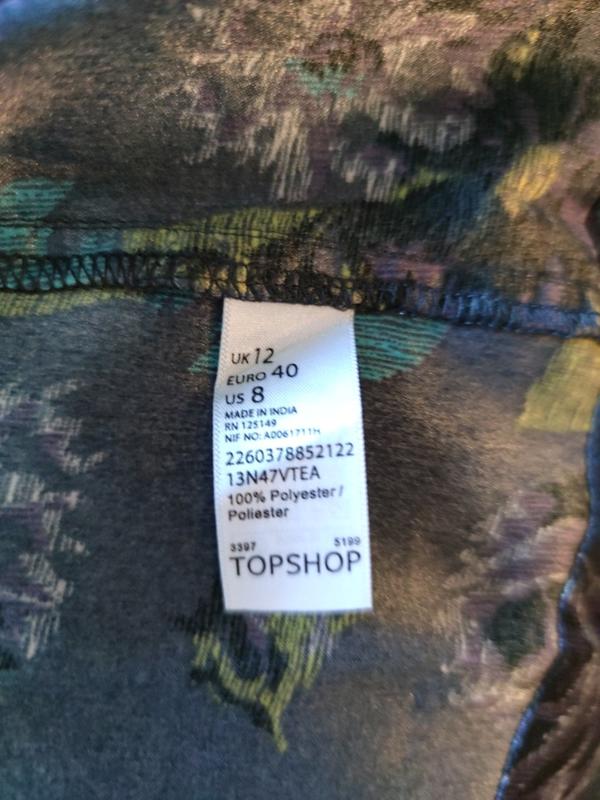 UK 12
EURO 40
US 8
MADE IN INDIA
RN 125149
NIF NO: A0061711H
2260378852122
13N47VTEA
100% Polyester /
Poliester
3397 5199
TOPSHOP